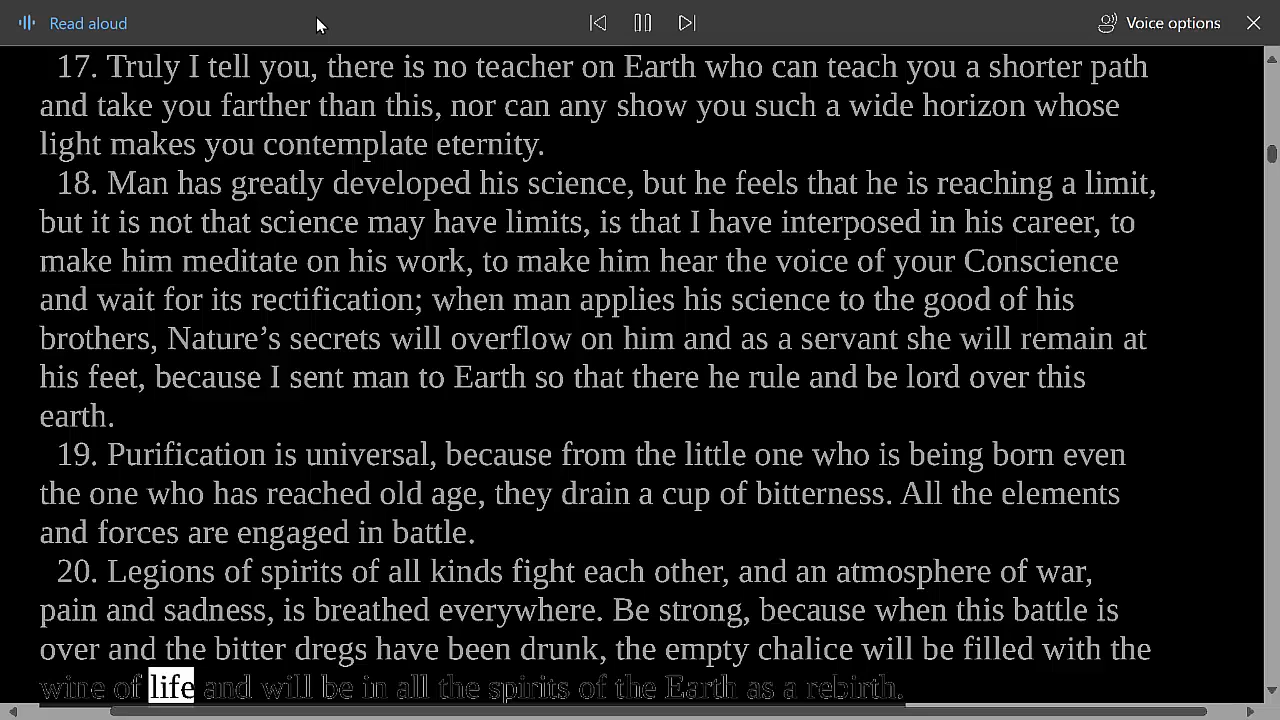 Read aloud
Voice options
17. Truly I tell you, there is no teacher on Earth who can teach you a shorter path
and take you farther than this, nor can any show you such a wide horizon whose
light makes you contemplate eternity.
18. Man has greatly developed his science, but he feels that he is reaching a limit,
but it is not that science may have limits, is that I have interposed in his career, to
make him meditate on his work, to make him hear the voice of your Conscience
and wait for its rectification; when man applies his science to the good of his
brothers, Nature’s secrets will overflow on him and as a servant she will remain at
his feet, because I sent man to Earth so that there he rule and be lord over this
earth.
19. Purification is universal, because from the little one who is being born even
the one who has reached old age, they drain a cup of bitterness. All the elements
and forces are engaged in battle.
20. Legions of spirits of all kinds fight each other, and an atmosphere of war,
pain and sadness, is breathed everywhere. Be strong, because when this battle is
over and the bitter dregs have been drunk, the empty chalice will be filled with the
wine of life and will be in all the spirits of the Earth as a rebirth.